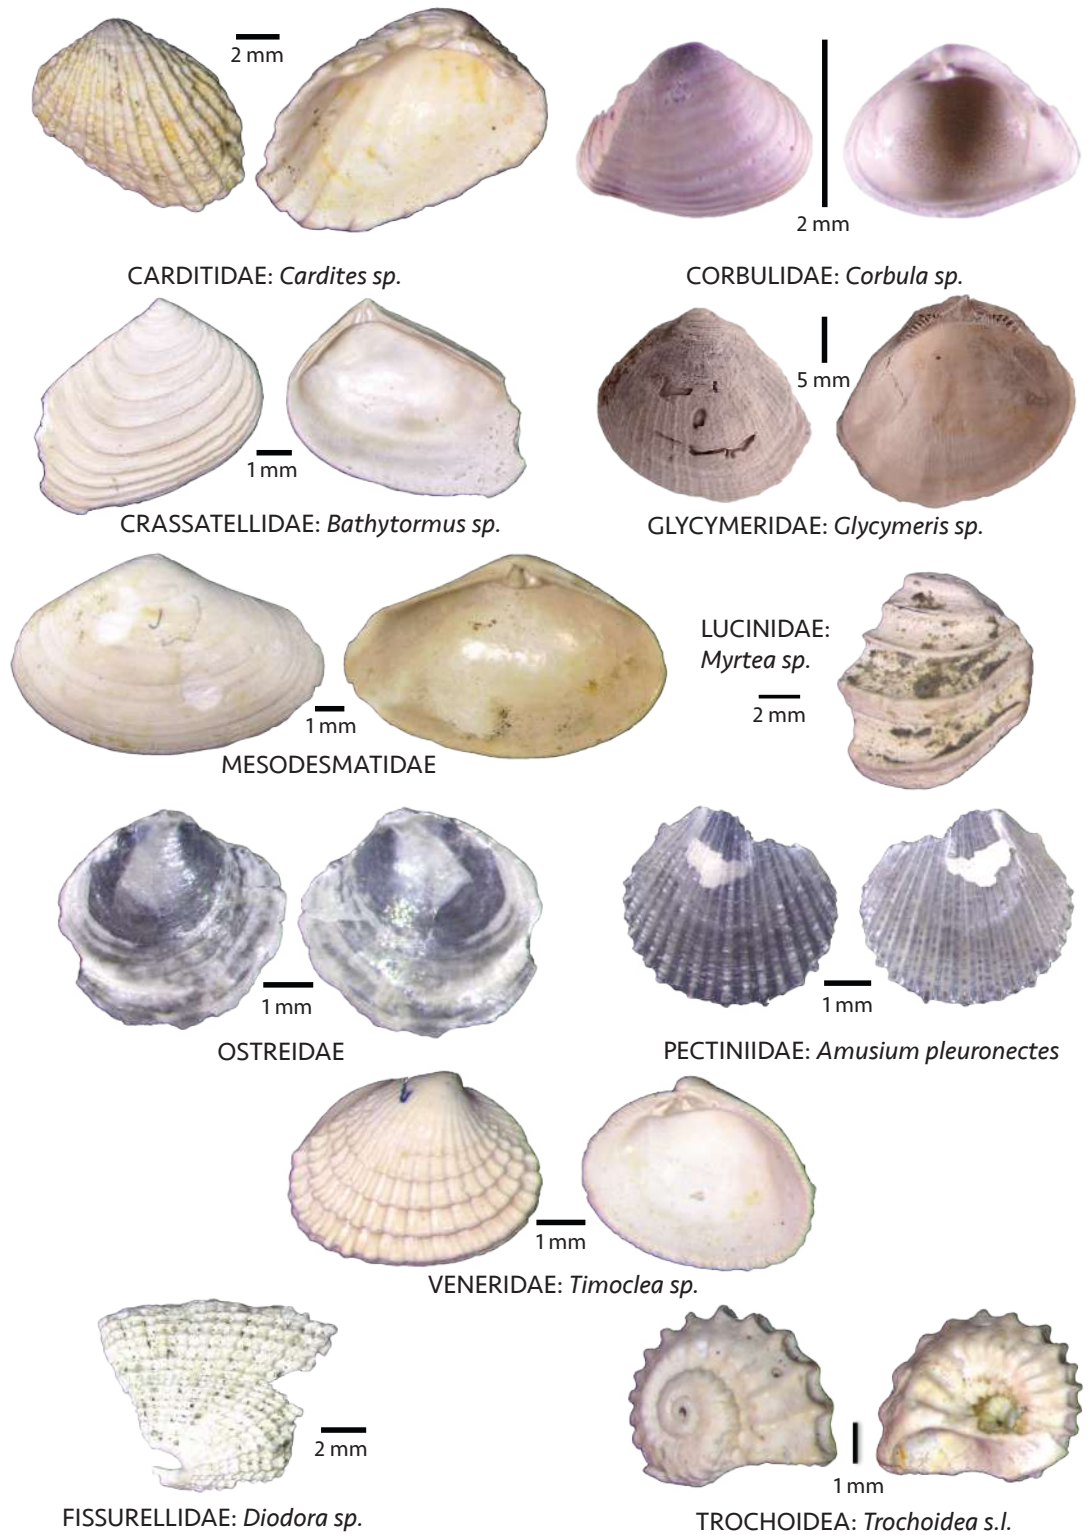 2 mm
2 mm
CARDITIDAE: Cardites sp.
CORBULIDAE: Corbula sp.
1 mm
5 mm
CRASSATELLIDAE: Bathytormus sp.
GLYCYMERIDAE: Glycymeris sp.
LUCINIDAE:
Myrtea sp.
2 mm
1 mm
MESODESMATIDAE
1 mm
1 mm
OSTREIDAE
PECTINIIDAE: Amusium pleuronectes
1 mm
VENERIDAE: Timoclea sp.
2 mm
1 mm
FISSURELLIDAE: Diodora sp.
TROCHOIDEA: Trochoidea s.l.